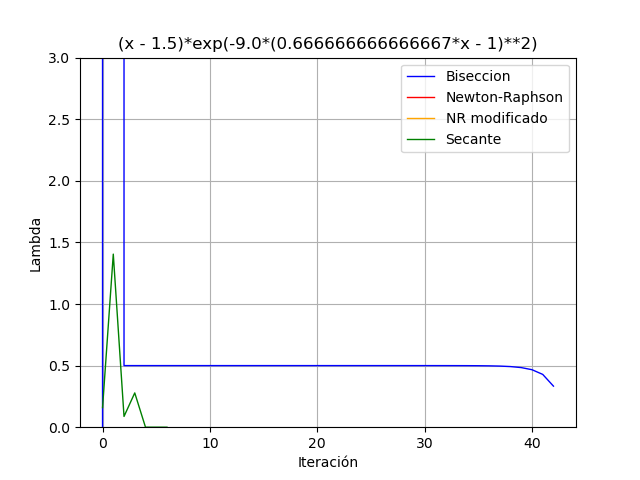 (x - 1.5)*exp(-9.0*(0.666666666666667*x - 1)**2)
3.0
2.5
2.0
1.5
1.0
0.5
0.0
Lambda
Biseccion
Newton-Raphson
NR modificado
Secante
0
10
20
30
40
Iteración